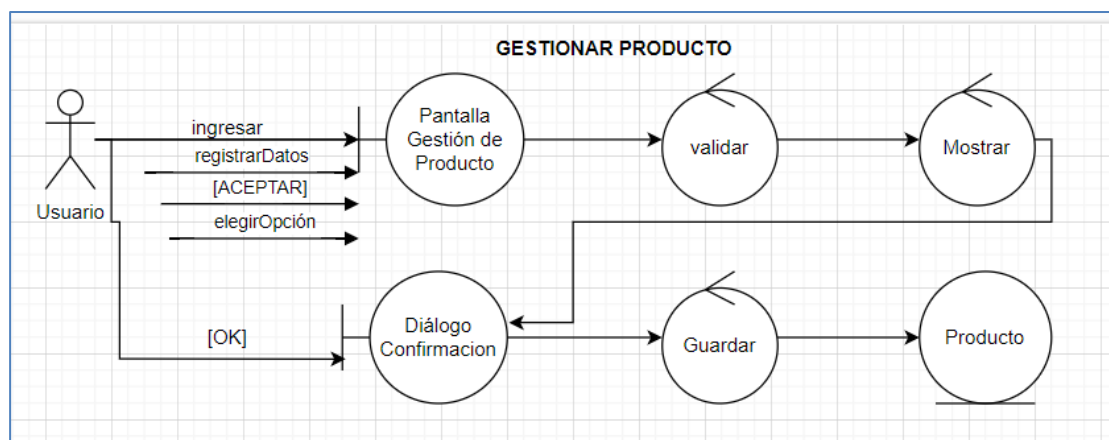 GESTIONAR PRODUCTO
Usuario
ingresar
registrarDatos
[ACEPTAR]
elegirOpción
Pantalla
Gestión de
Producto
validar
Mostrar
[OK]
Diálogo
Confirmacion
Guardar
Producto